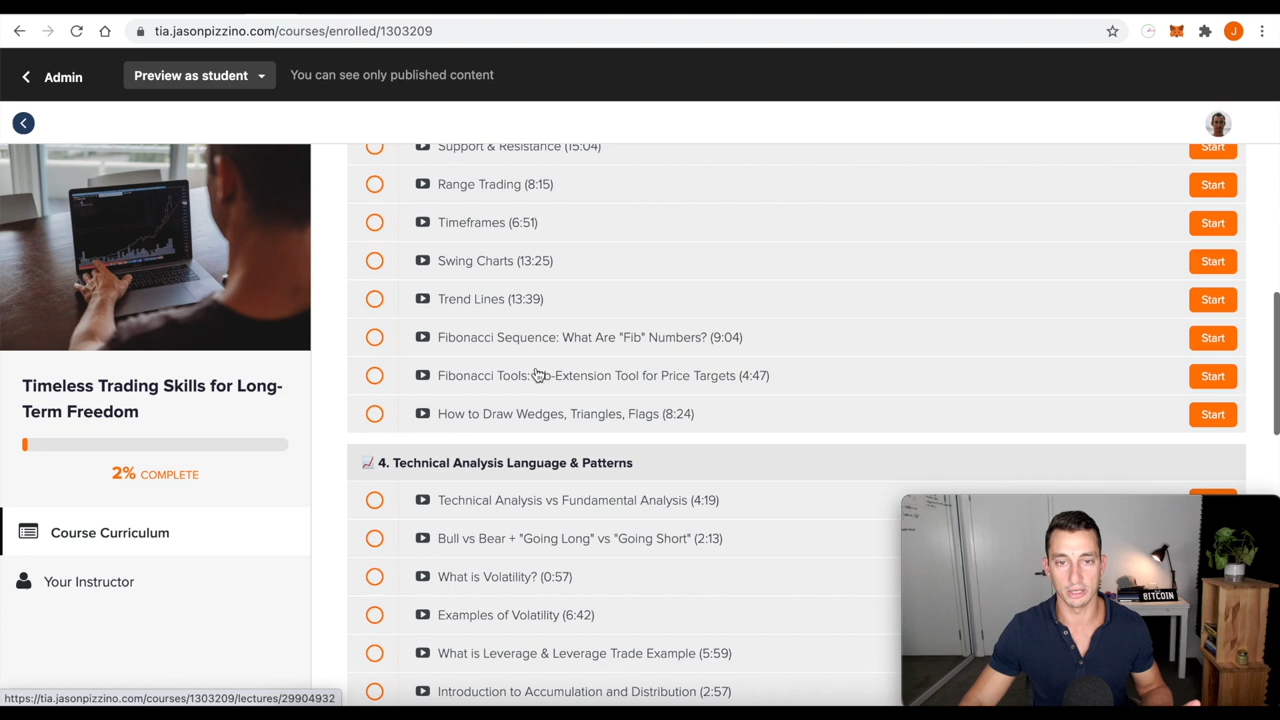 tia.jasonpizzino.com/courses/enrolled/1303209
J
Admin
Preview as student
You can see only published content
Support & Resistance (15:04)
Start
Range Trading (8:15)
Start
Timeframes (6:51)
Start
Swing Charts (13:25)
Start
Trend Lines (13:39)
Start
Fibonacci Sequence: What Are "Fib" Numbers? (9:04)
Start
Fibonacci Tools: -Extension Tool for Price Targets (4:47)
Start
How to Draw Wedges, Triangles, Flags (8:24)
Start
Timeless Trading Skills for Long-
Term Freedom
2% COMPLETE
Course Curriculum
Your Instructor
4. Technical Analysis Language & Patterns
Technical Analysis vs Fundamental Analysis (4:19)
Bull vs Bear + "Going Long" vs "Going Short" (2:13)
What is Volatility? (0:57)
Examples of Volatility (6:42)
What is Leverage & Leverage Trade Example (5:59)
Introduction to Accumulation and Distribution (2:57)
BITCOIN
https://tia.jasonpizzino.com/courses/1303209/lectures/29904932